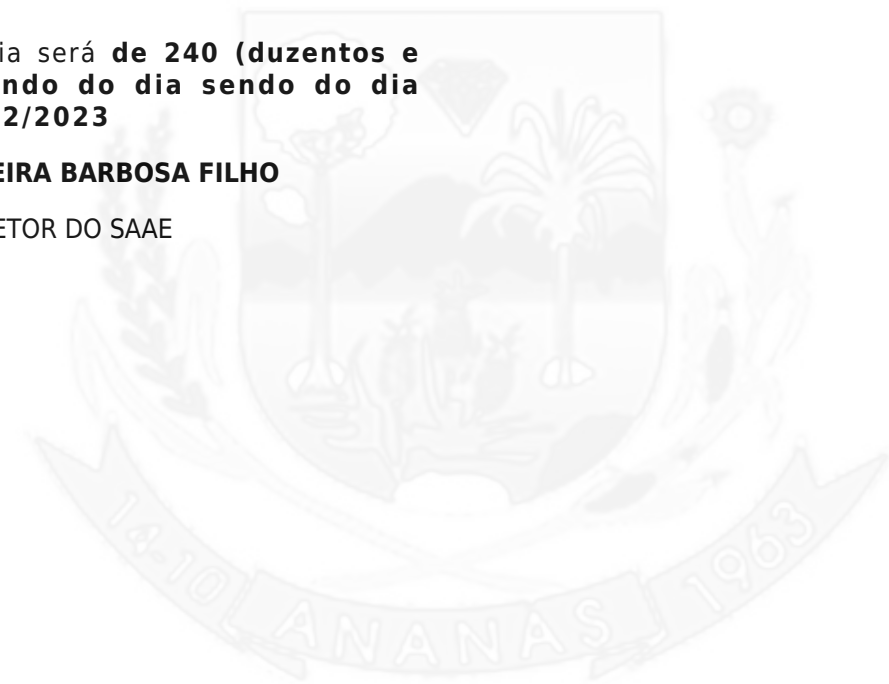 ia será de 240 (duzentos e
ndo do dia sendo do dia
2/2023
EIRA BARBOSA FILHO
ETOR DO SAAE
14-10 ANANAS 1963